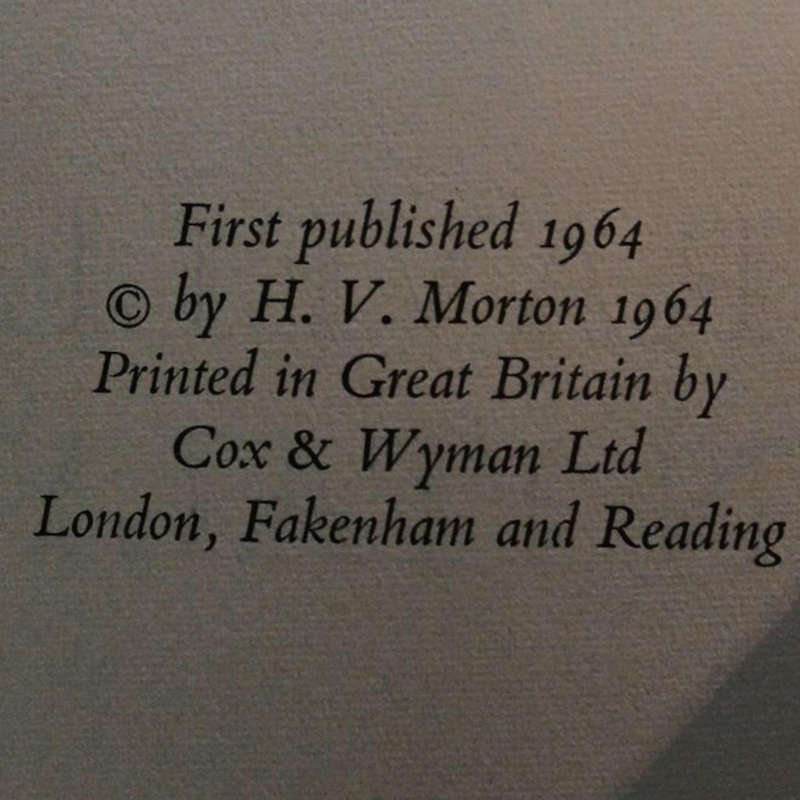 First published 1964
© by H. V. Morton 1964
Printed in Great Britain by
Cox & Wyman Ltd
London, Fakenham and Reading